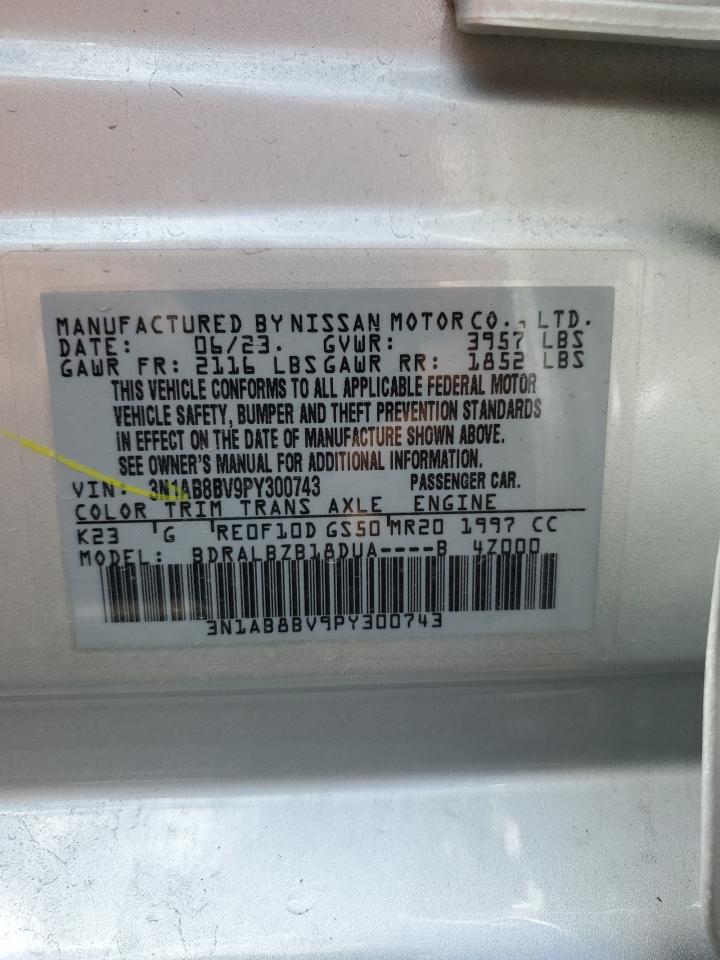 MANUFACTURED BY NISSAN MOTOR CO., LTD.
DATE: 06/23. GVWR: 3957 LBS
GAWR FR: 2116 LBS GAWR RR: 1852 LBS
THIS VEHICLE CONFORMS TO ALL APPLICABLE FEDERAL MOTOR
VEHICLE SAFETY, BUMPER AND THEFT PREVENTION STANDARDS
IN EFFECT ON THE DATE OF MANUFACTURE SHOWN ABOVE.
SEE OWNER'S MANUAL FOR ADDITIONAL INFORMATION.
VIN: 3N1AB8BV9PY300743 PASSENGER CAR.
COLOR TRIM TRANS AXLE ENGINE
K23 G RE0F10D GS50 MR20 1997 CC
MODEL: BDRALBZB18DUA----B 4Z000
3N1AB8BV9PY300743